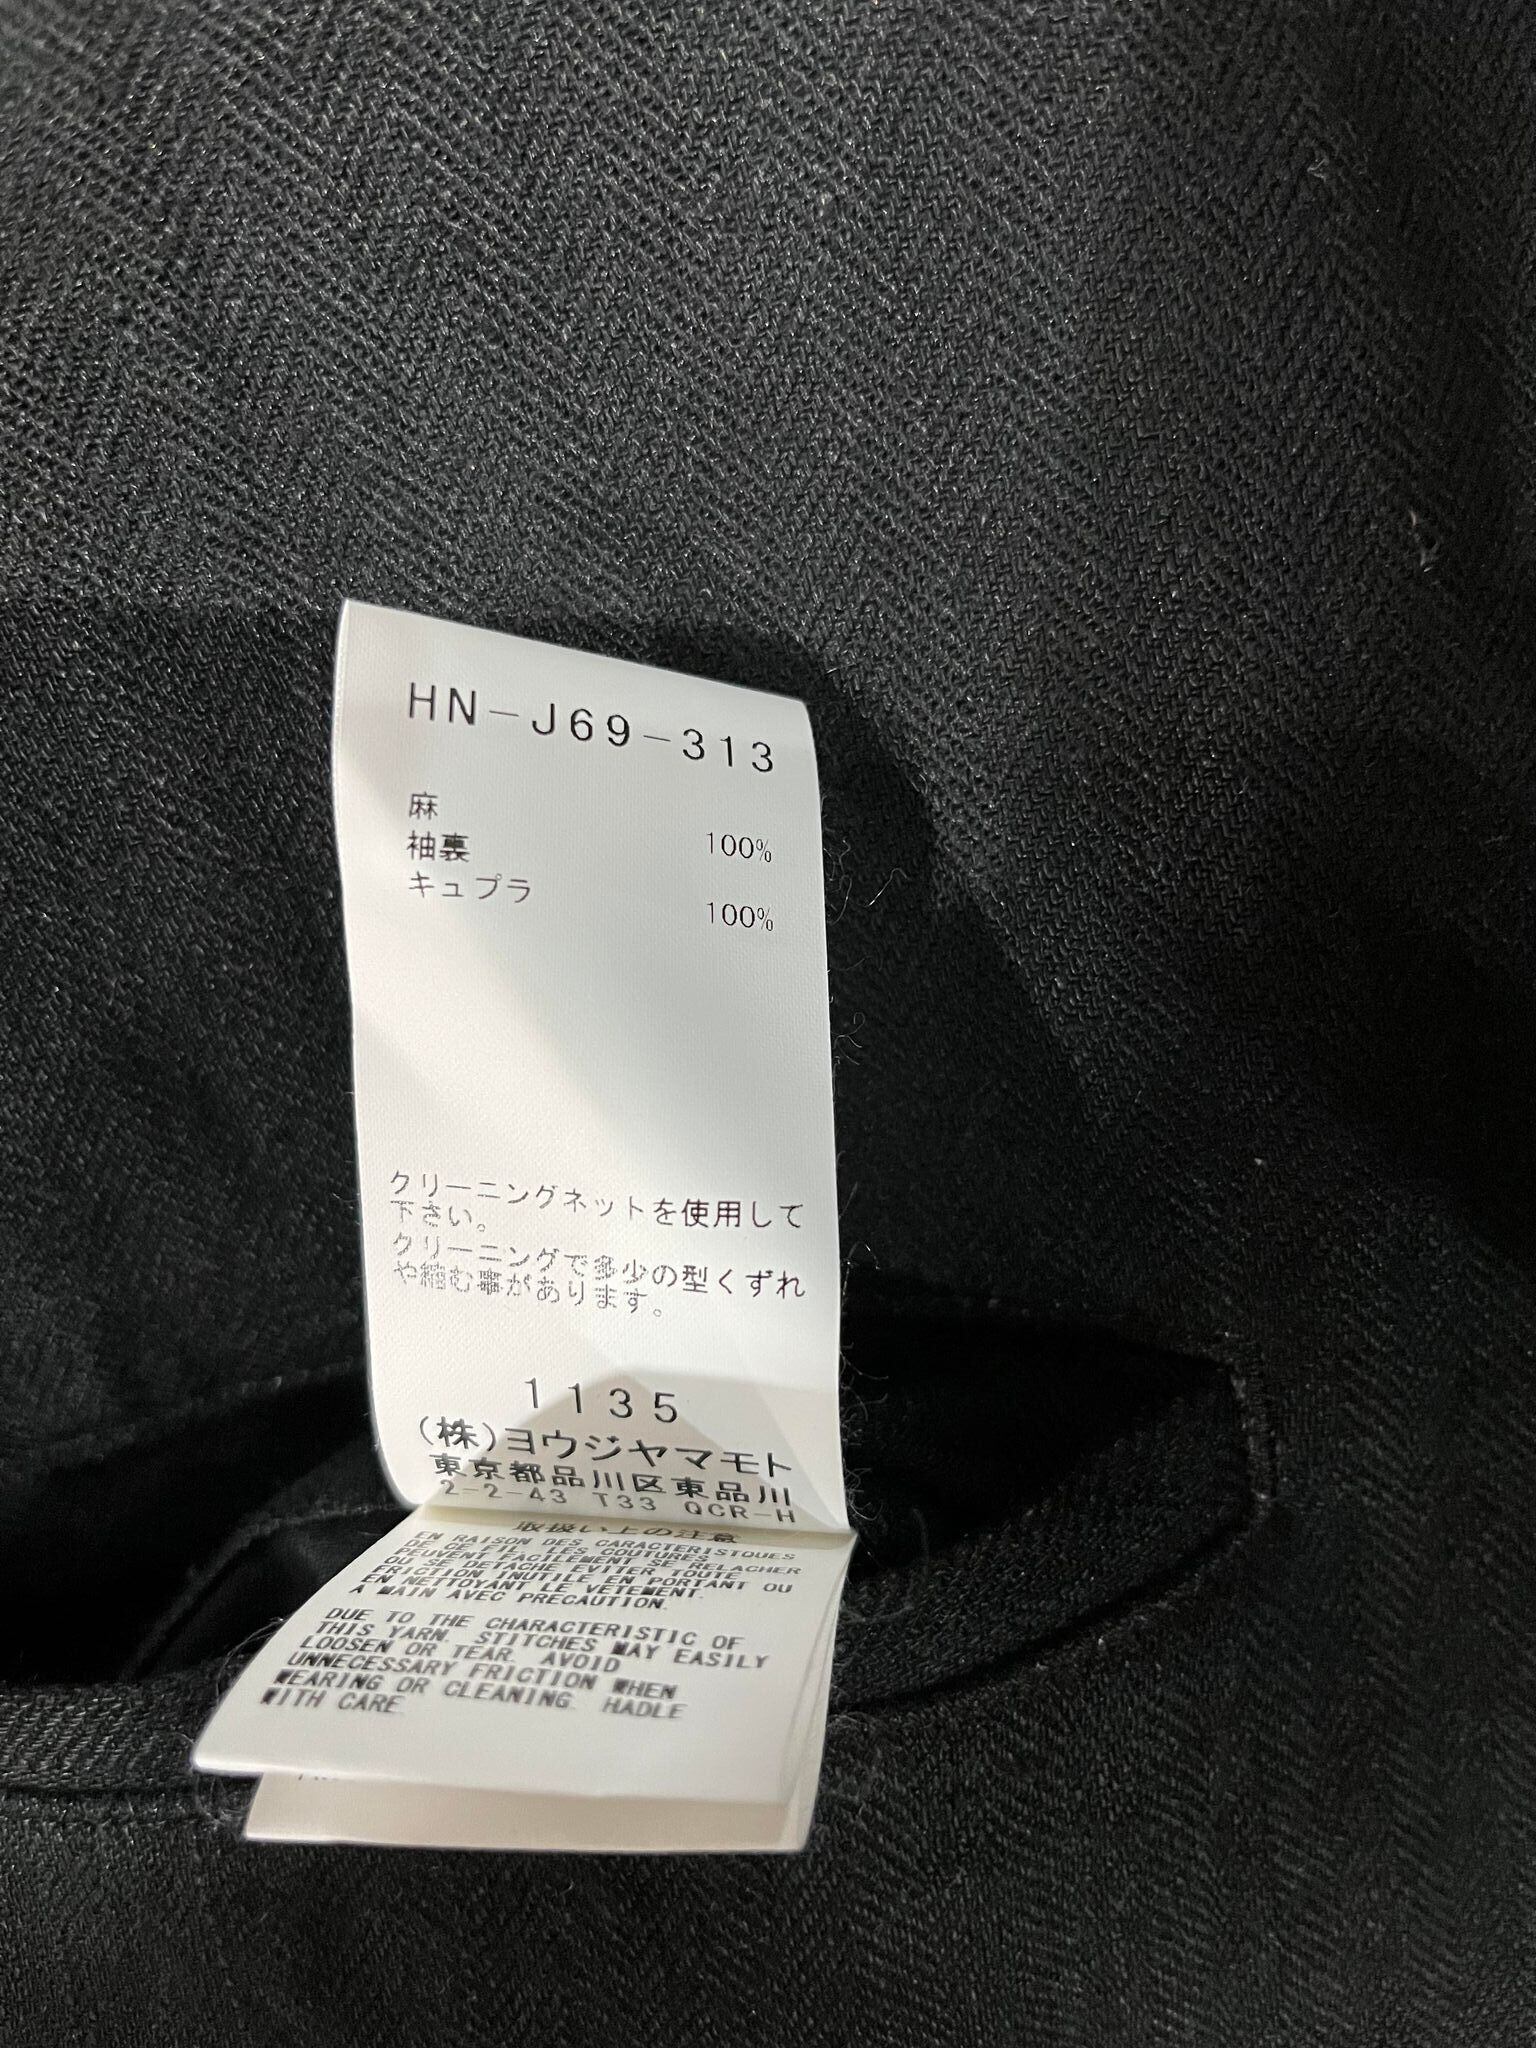 HN-J69-313
麻
100%
袖裏
キュプラ
100%
クリーニングネットを使用して
下さい。
クリーニングで多少の型くずれ
や縮む事があります。
1135
(株)ヨウジヤマモト
東京都品川区東品川
2-2-43 T33 QCR-H
取扱い上の注意
EN RAISON DES CARACTERISTIQUES
DE CE FIL LES COUTURES
PEUVENT FACILEMENT SE RELACHER
OU SE DETACHE EVITER TOUTE
FRICTION INUTILE EN PORTANT OU
EN NETTOYANT LE VETEMENT.
A MAIN AVEC PRECAUTION.
DUE TO THE CHARACTERISTIC OF
THIS YARN. STITCHES MAY EASILY
LOOSEN OR TEAR. AVOID
UNNECESSARY FRICTION WHEN
WEARING OR CLEANING. HADLE
WITH CARE.